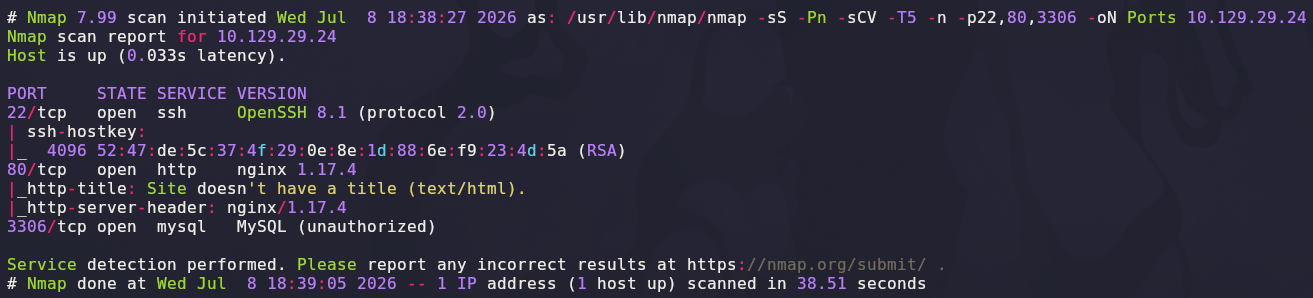 # Nmap 7.99 scan initiated Wed Jul  8 18:38:27 2026 as: /usr/lib/nmap/nmap -sS -Pn -sCV -T5 -n -p22,80,3306 -oN Ports 10.129.29.24
Nmap scan report for 10.129.29.24
Host is up (0.033s latency).
PORT     STATE SERVICE VERSION
22/tcp   open  ssh     OpenSSH 8.1 (protocol 2.0)
| ssh-hostkey:
|_  4096 52:47:de:5c:37:4f:29:0e:8e:1d:88:6e:f9:23:4d:5a (RSA)
80/tcp   open  http    nginx 1.17.4
|_http-title: Site doesn't have a title (text/html).
|_http-server-header: nginx/1.17.4
3306/tcp open  mysql   MySQL (unauthorized)
Service detection performed. Please report any incorrect results at https://nmap.org/submit/ .
# Nmap done at Wed Jul  8 18:39:05 2026 -- 1 IP address (1 host up) scanned in 38.51 seconds